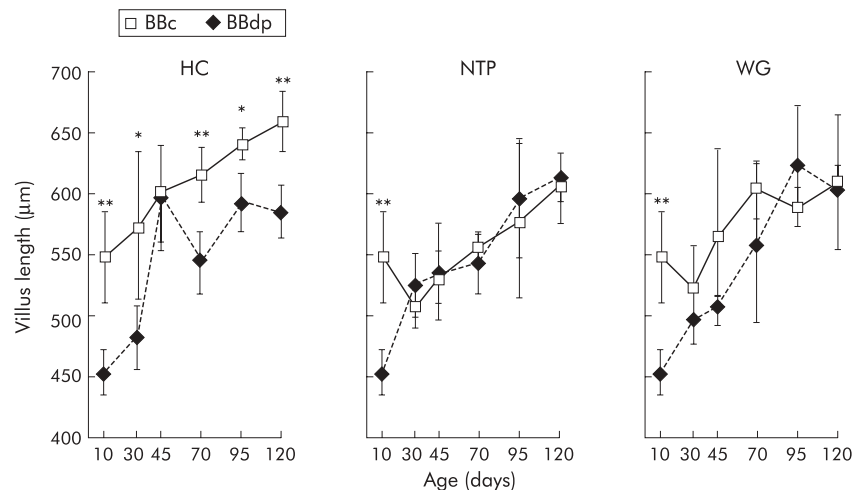 BBc BBdp
HC NTP WG
Villus length (µm)
700
650
600
550
500
450
400
** * ** * **
**
**
10 30 45 70 95 120
10 30 45 70 95 120
10 30 45 70 95 120
Age (days)